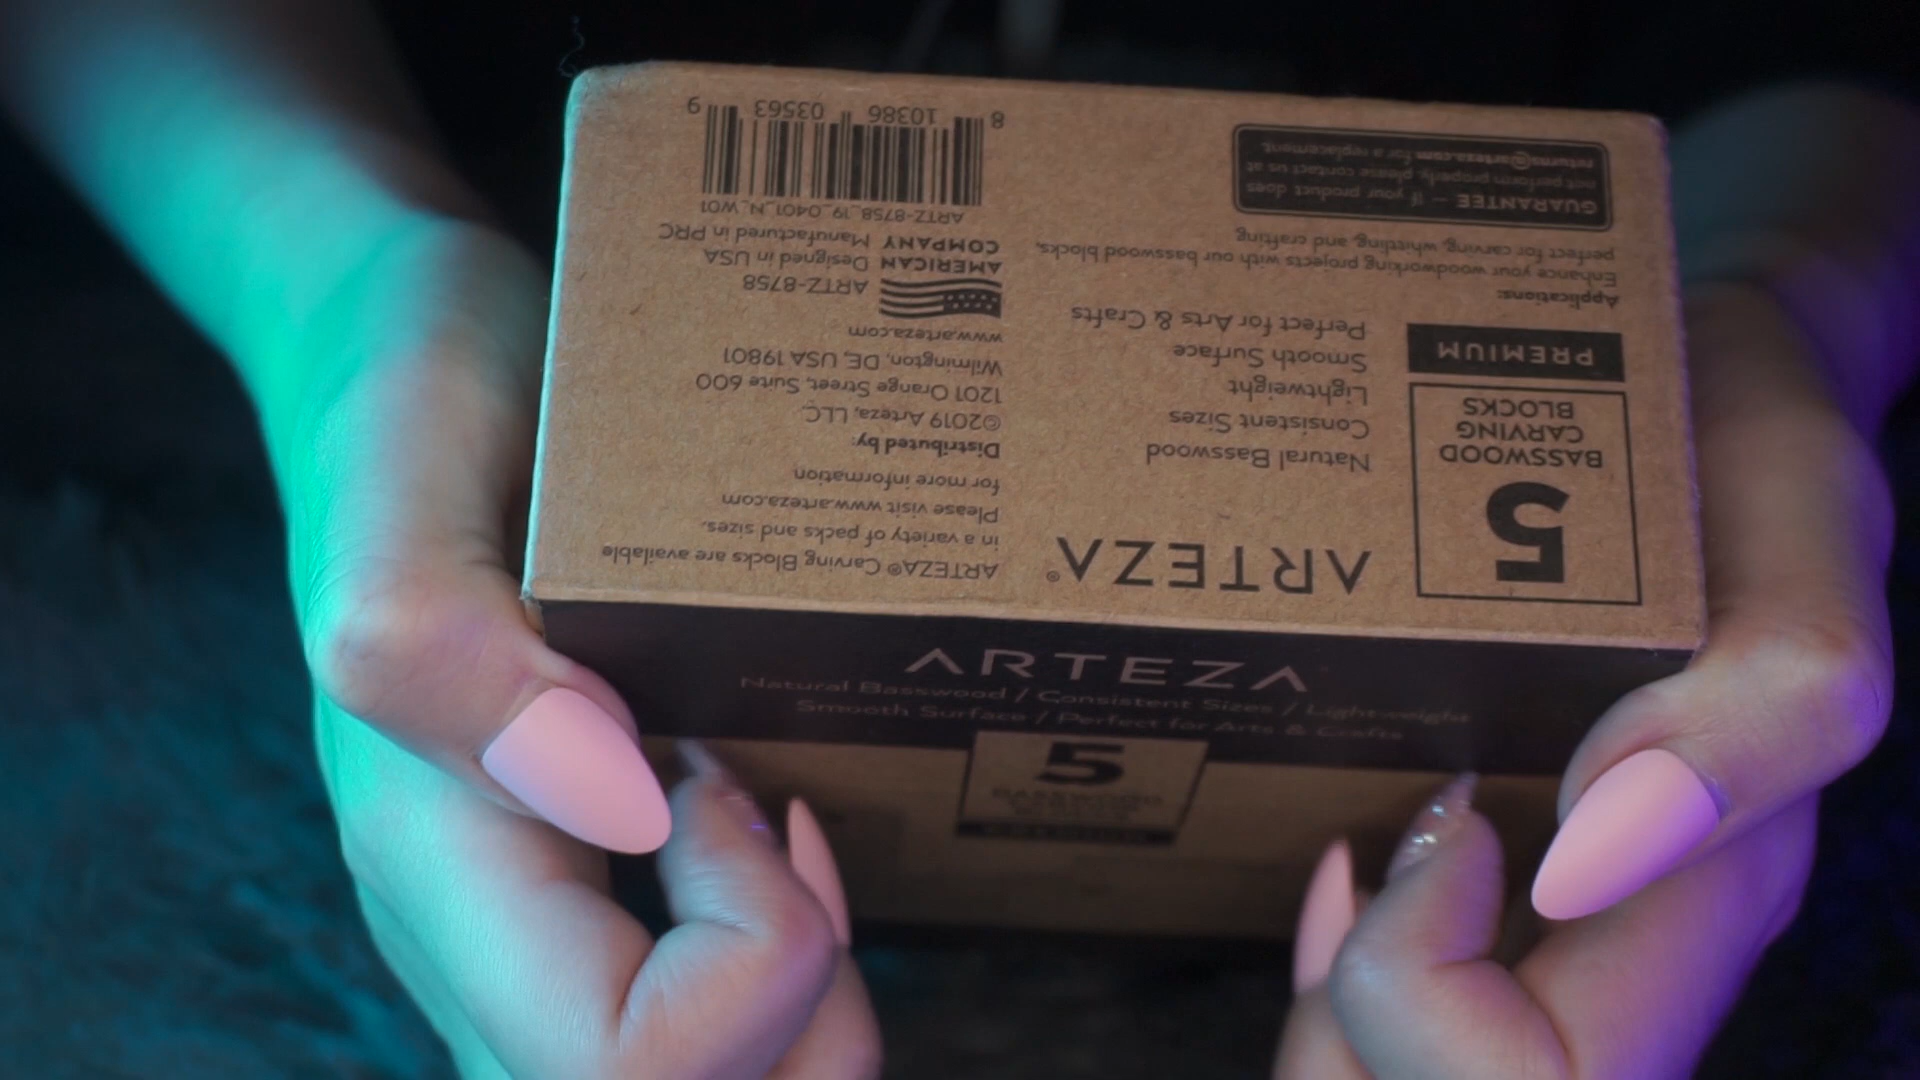 5
BASSWOOD
CARVING
BLOCKS
PREMIUM
ARTEZA®
Natural Basswood
Consistent Sizes
Lightweight
Smooth Surface
Perfect for Arts & Crafts
Applications:
Enhance your woodworking projects with our basswood blocks,
perfect for carving, whittling, and crafting
GUARANTEE — If your product does
not perform properly, please contact us at
returns@arteza.com for a replacement.
ARTEZA® Carving Blocks are available
in a variety of packs and sizes.
Please visit www.arteza.com
for more information
Distributed by:
©2019 Arteza, LLC.
1201 Orange Street, Suite 600
Wilmington, DE, USA 19801
www.arteza.com
ARTZ-8758
AMERICAN Designed in USA
COMPANY Manufactured in PRC
ARTZ-8758_19_0401_N_W01
8 10386 03563 9
ARTEZA
Natural Basswood / Consistent Sizes / Lightweight
Smooth Surface / Perfect for Arts & Crafts
5
BASSWOOD